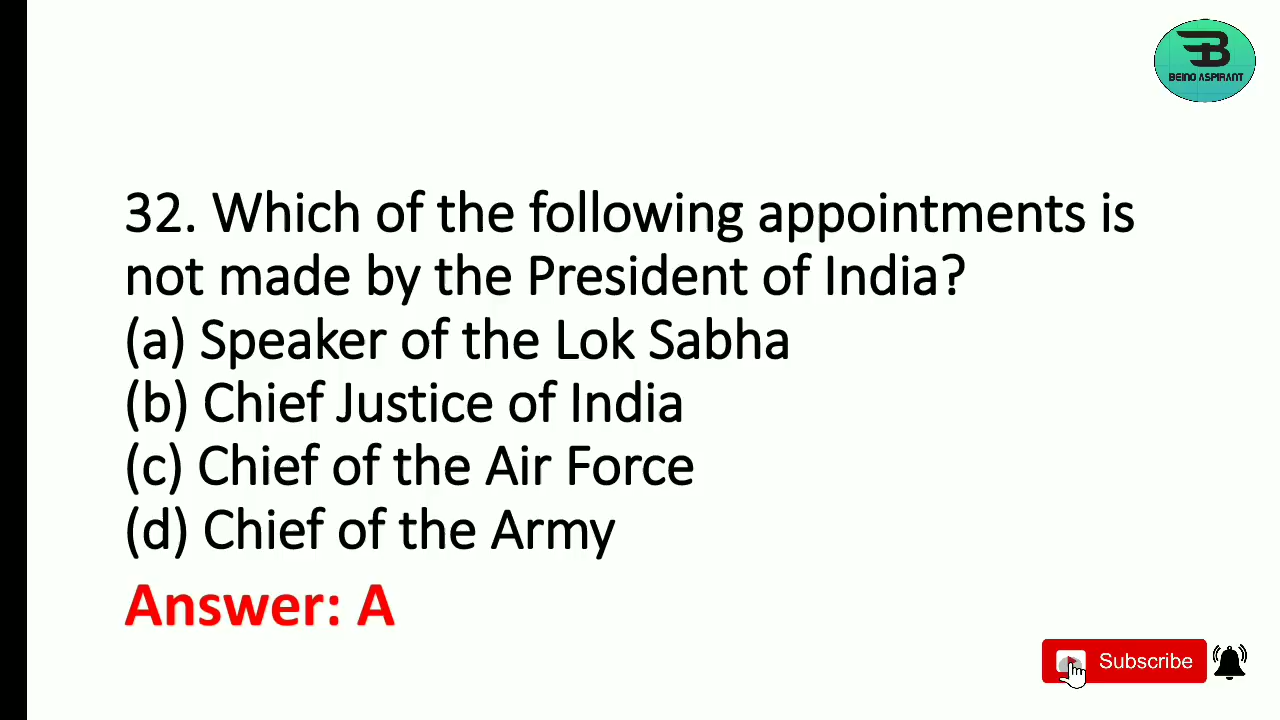 BEING ASPIRANT
32. Which of the following appointments is
not made by the President of India?
(a) Speaker of the Lok Sabha
(b) Chief Justice of India
(c) Chief of the Air Force
(d) Chief of the Army
Answer: A
Subscribe